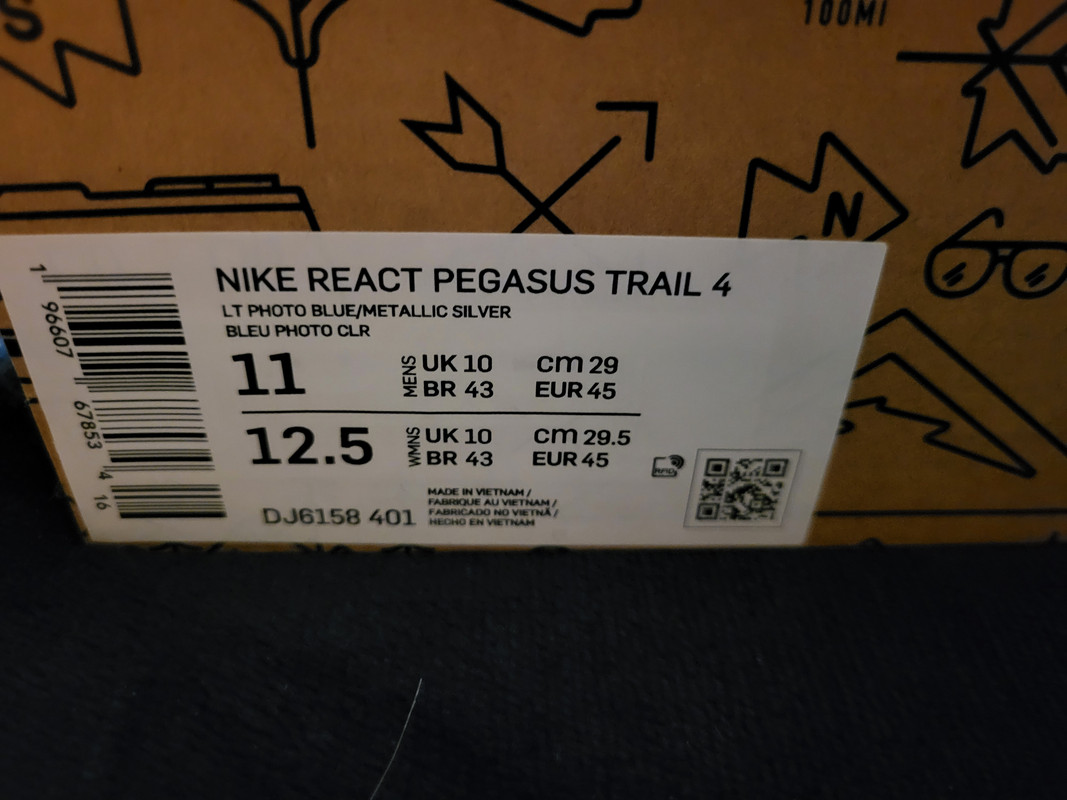 S
100MI
N
NIKE REACT PEGASUS TRAIL 4
LT PHOTO BLUE/METALLIC SILVER
BLEU PHOTO CLR
11 MENS UK 10 cm 29
BR 43 EUR 45
12.5 WMNS UK 10 cm 29.5
BR 43 EUR 45
RFID
DJ6158 401
MADE IN VIETNAM /
FABRIQUE AU VIETNAM /
FABRICADO NO VIETNÃ /
HECHO EN VIETNAM
1 96607 67853 4 16